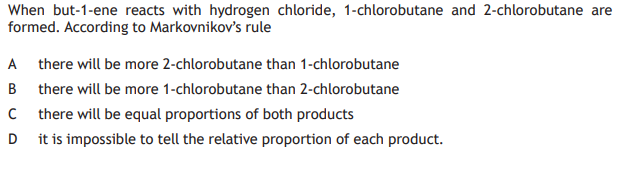 When but-1-ene reacts with hydrogen chloride, 1-chlorobutane and 2-chlorobutane are
formed. According to Markovnikov’s rule
A there will be more 2-chlorobutane than 1-chlorobutane
B there will be more 1-chlorobutane than 2-chlorobutane
C there will be equal proportions of both products
D it is impossible to tell the relative proportion of each product.